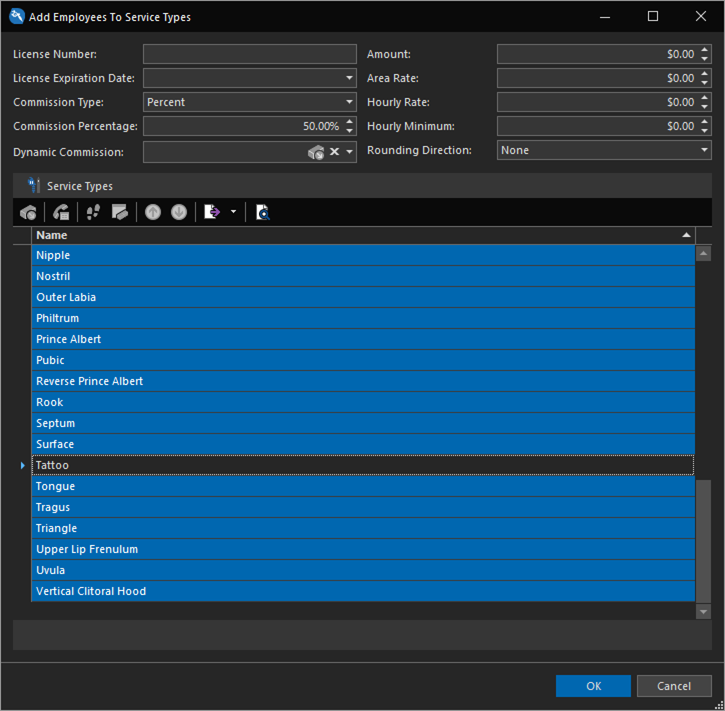 Add Employees To Service Types
License Number:
Amount: $0.00
License Expiration Date:
Area Rate: $0.00
Commission Type: Percent
Hourly Rate: $0.00
Commission Percentage: 50.00%
Hourly Minimum: $0.00
Dynamic Commission:
Rounding Direction: None
Service Types
Name
Nipple
Nostril
Outer Labia
Philtrum
Prince Albert
Pubic
Reverse Prince Albert
Rook
Septum
Surface
Tattoo
Tongue
Tragus
Triangle
Upper Lip Frenulum
Uvula
Vertical Clitoral Hood
OK Cancel